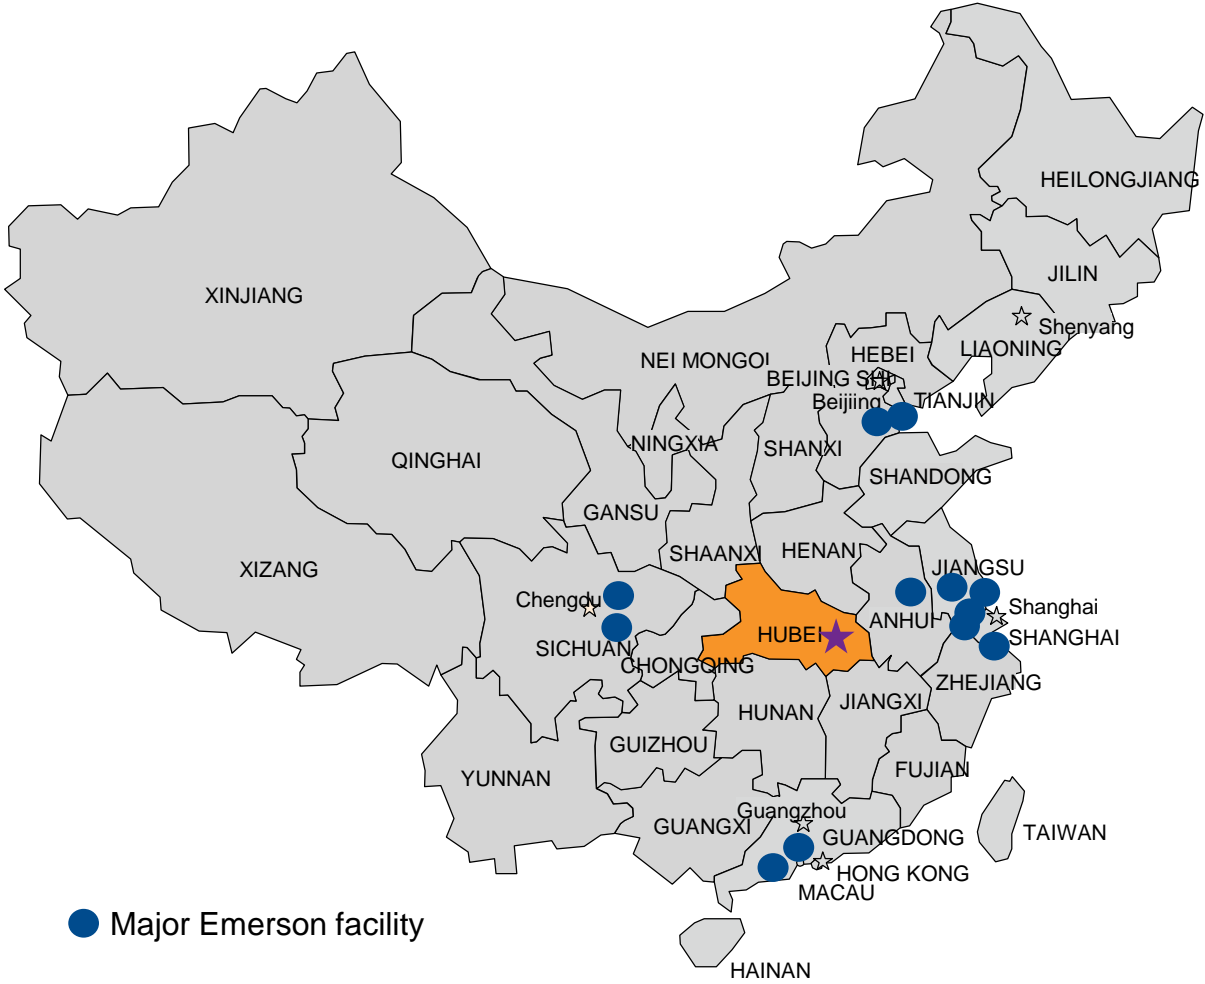 HEILONGJIANG
JILIN
XINJIANG
Shenyang
LIAONING
HEBEI
NEI MONGOI
BEIJING SHI
Beijing
TIANJIN
NINGXIA
SHANXI
QINGHAI
SHANDONG
GANSU
SHAANXI
HENAN
XIZANG
JIANGSU
Chengdu
Shanghai
ANHUI
HUBEI
SHANGHAI
SICHUAN
CHONGQING
ZHEJIANG
JIANGXI
HUNAN
GUIZHOU
FUJIAN
YUNNAN
Guangzhou
GUANGXI
GUANGDONG
TAIWAN
HONG KONG
MACAU
Major Emerson facility
HAINAN